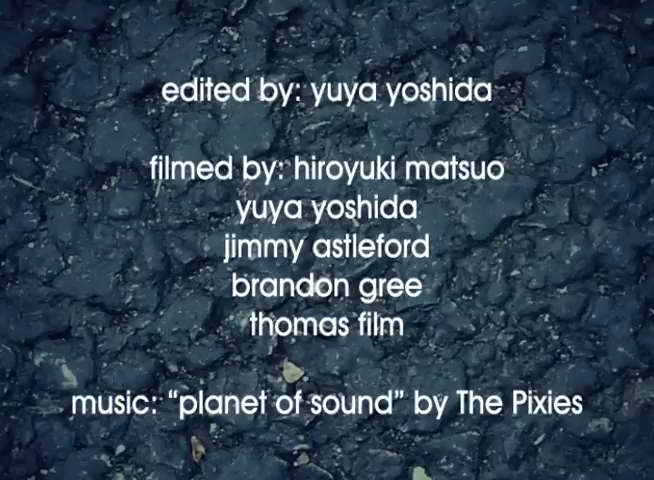 edited by: yuya yoshida
filmed by: hiroyuki matsuo
yuya yoshida
jimmy astleford
brandon gree
thomas film
music: “planet of sound” by The Pixies